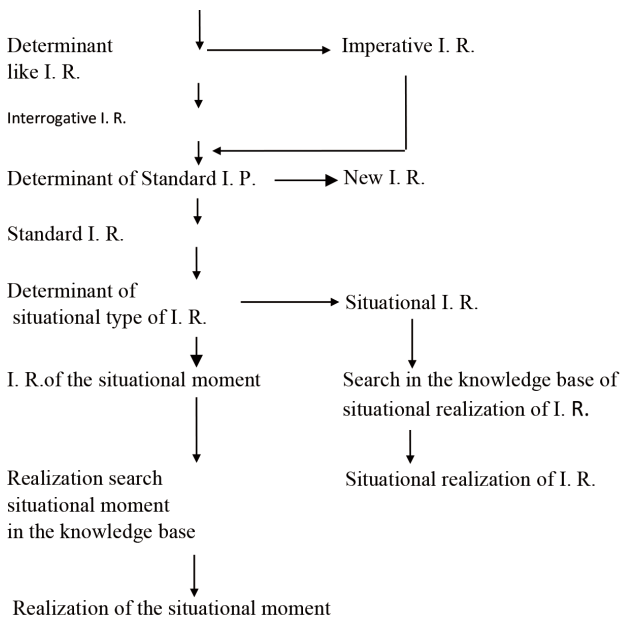 Determinant
like I. R.
Imperative I. R.
Interrogative I. R.
Determinant of Standard I. P.
New I. R.
Standard I. R.
Determinant of
situational type of I. R.
Situational I. R.
I. R.of the situational moment
Search in the knowledge base of
situational realization of I. R.
Realization search
situational moment
in the knowledge base
Situational realization of I. R.
Realization of the situational moment